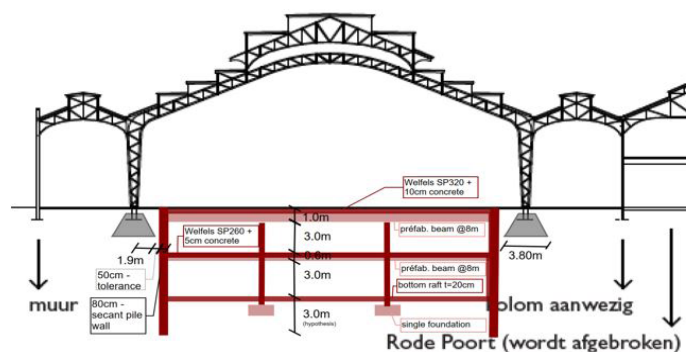 Welfels SP320 +
10cm concrete
1.0m
Welfels SP260 +
5cm concrete
3.0m
préfab. beam @8m
1.9m
0.8m
3.80m
50cm -
tolerance
3.0m
préfab. beam @8m
bottom raft t=20cm
muur
80cm -
secant pile
wall
3.0m
(hypothesis)
kolom aanwezig
single foundation
Rode Poort (wordt afgebroken)